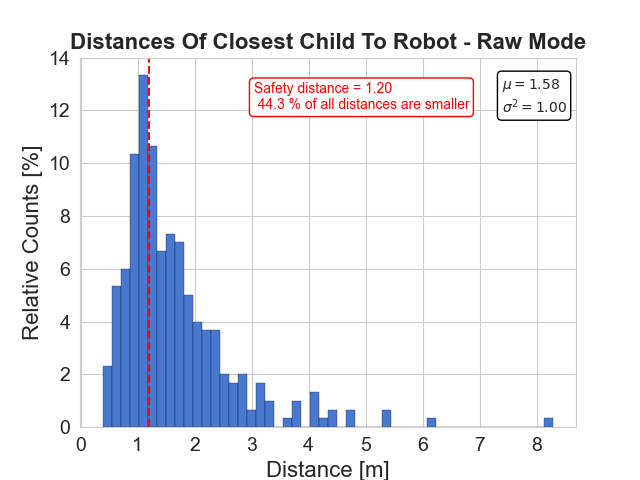 Distances Of Closest Child To Robot - Raw Mode
14
12
10
8
6
4
2
0
Relative Counts [%]
Safety distance = 1.20
44.3 % of all distances are smaller
μ = 1.58
σ² = 1.00
0 1 2 3 4 5 6 7 8
Distance [m]